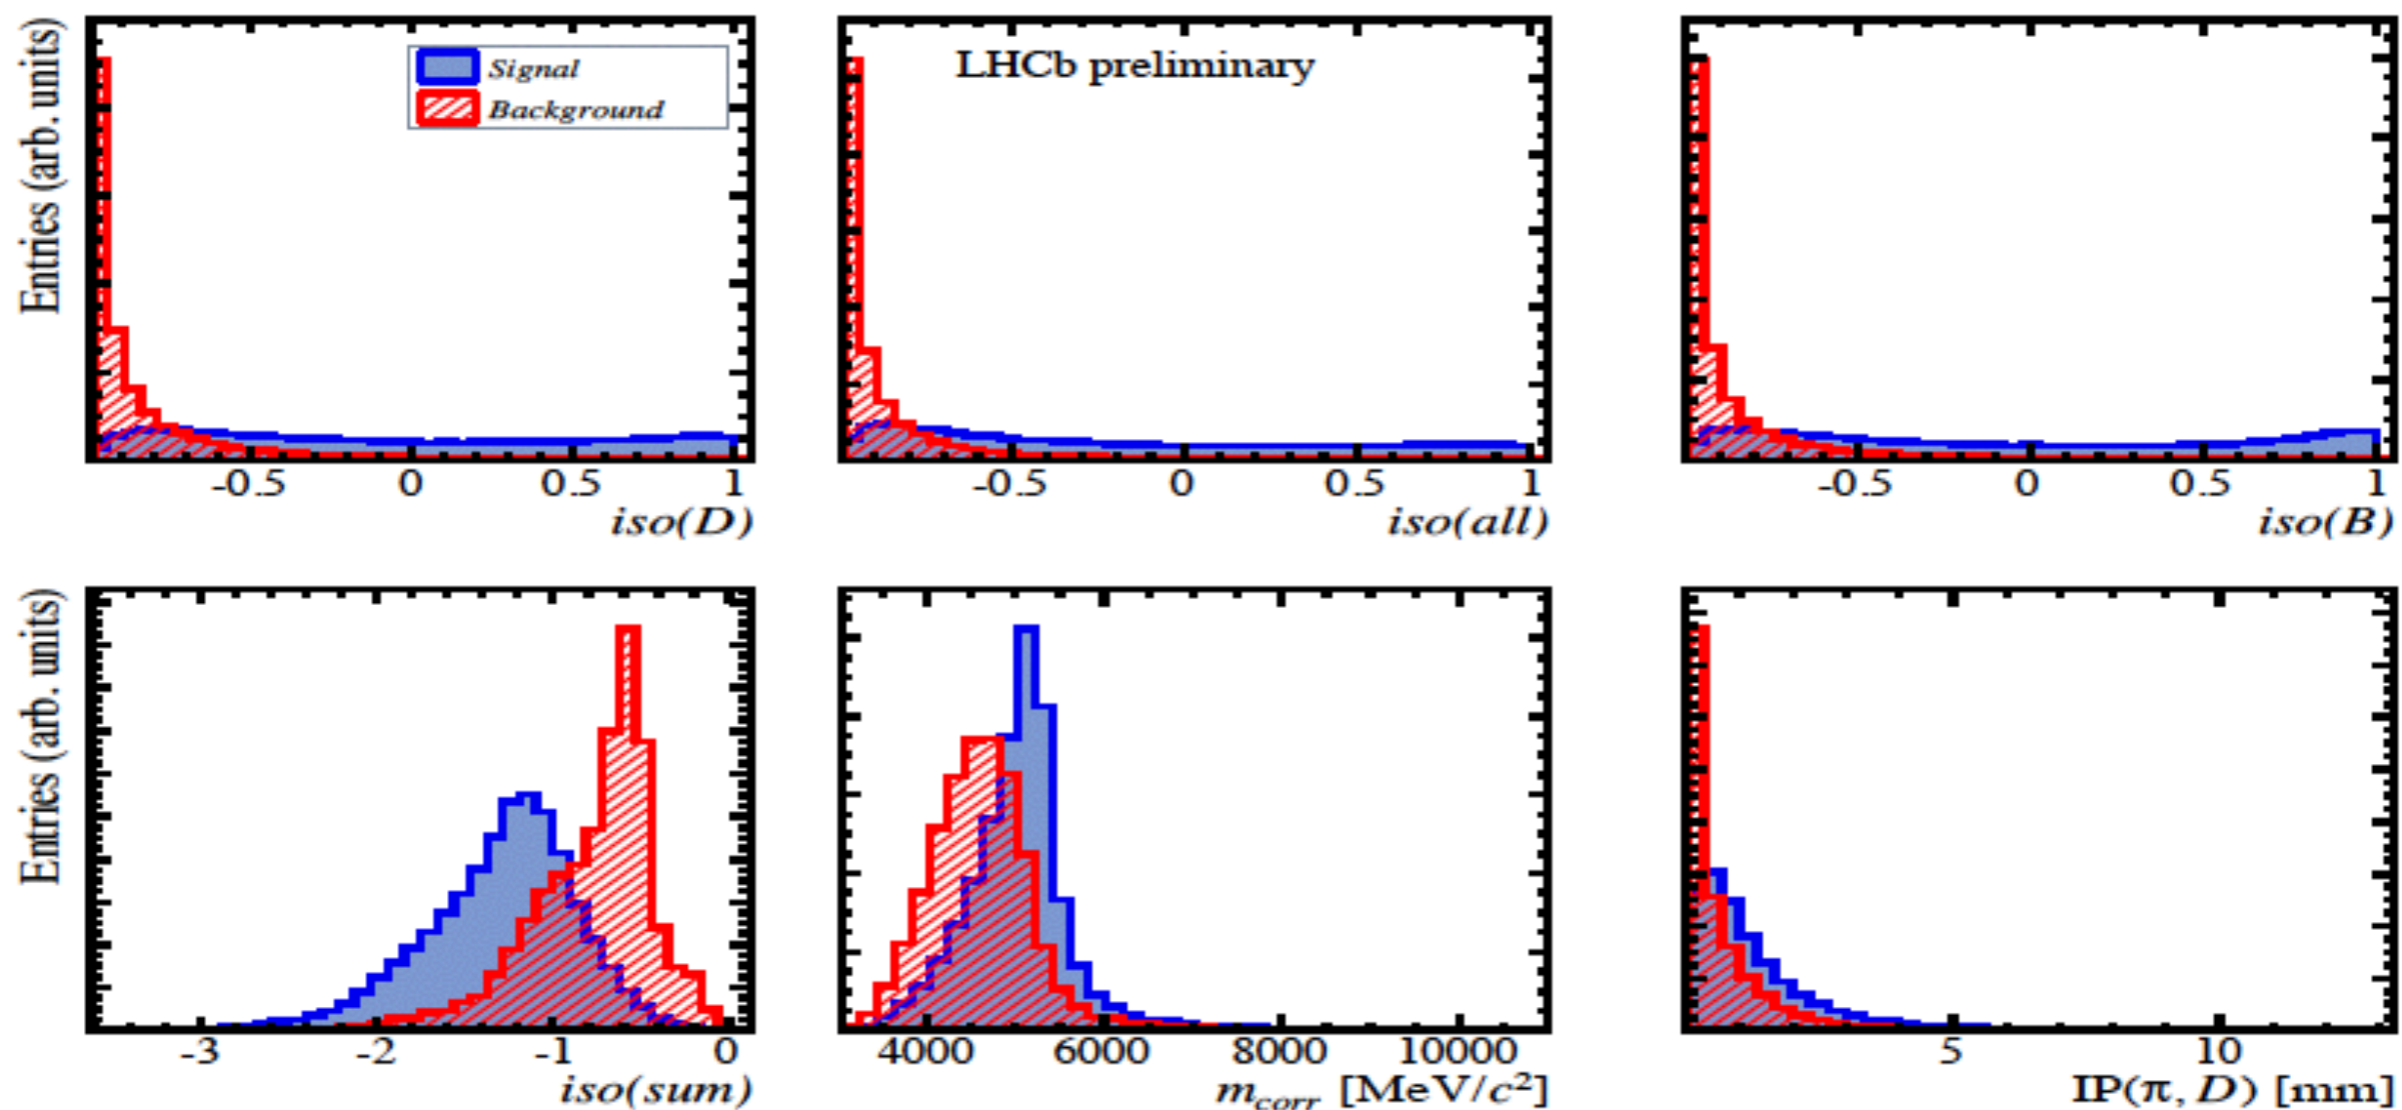 Entries (arb. units)
Signal
Background
-0.5 0 0.5 1
iso(D)
LHCb preliminary
-0.5 0 0.5 1
iso(all)
-0.5 0 0.5 1
iso(B)
Entries (arb. units)
-3 -2 -1 0
iso(sum)
4000 6000 8000 10000
m_corr [MeV/c²]
5 10
IP(π, D) [mm]